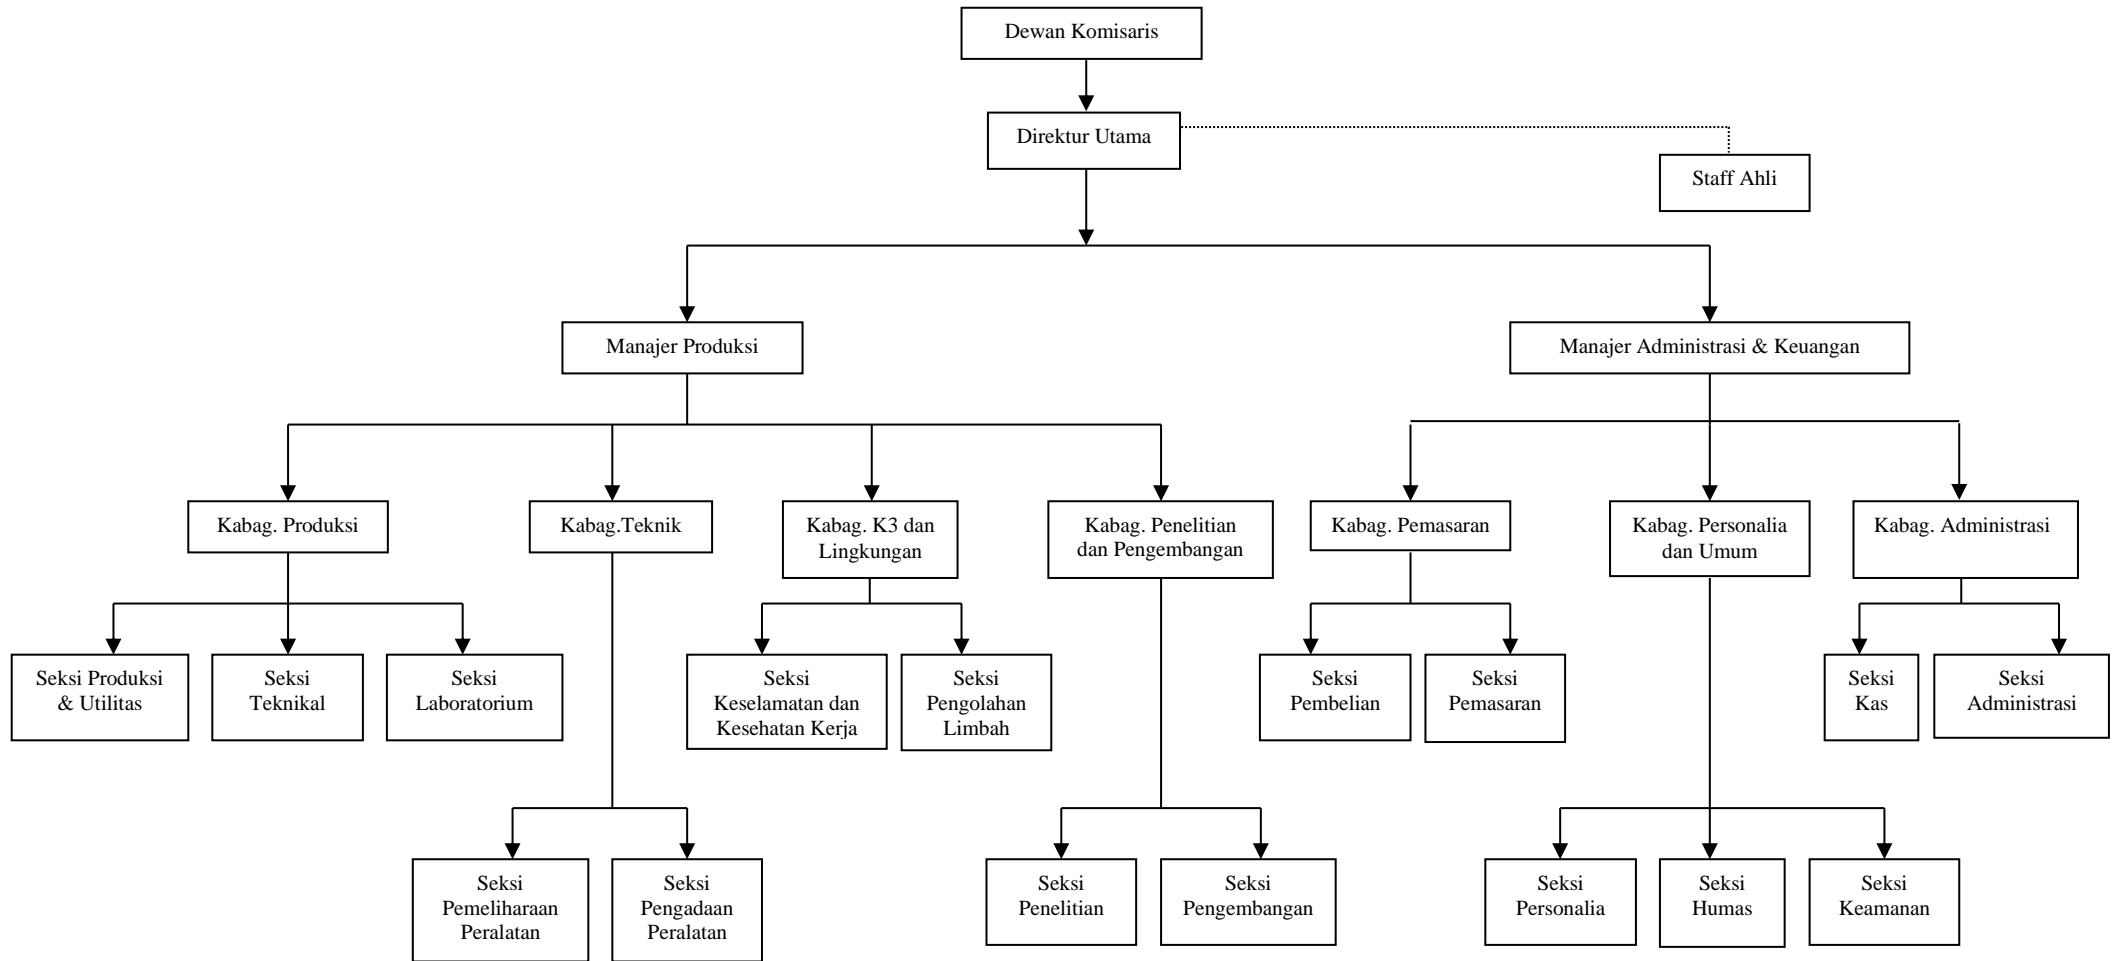 Dewan Komisaris
Direktur Utama
Staff Ahli
Manajer Produksi
Manajer Administrasi & Keuangan
Kabag. Produksi
Kabag.Teknik
Kabag. K3 dan
Lingkungan
Kabag. Penelitian
dan Pengembangan
Kabag. Pemasaran
Kabag. Personalia
dan Umum
Kabag. Administrasi
Seksi Produksi
& Utilitas
Seksi
Teknikal
Seksi
Laboratorium
Seksi
Keselamatan dan
Kesehatan Kerja
Seksi
Pengolahan
Limbah
Seksi
Pembelian
Seksi
Pemasaran
Seksi
Kas
Seksi
Administrasi
Seksi
Pemeliharaan
Peralatan
Seksi
Pengadaan
Peralatan
Seksi
Penelitian
Seksi
Pengembangan
Seksi
Personalia
Seksi
Humas
Seksi
Keamanan